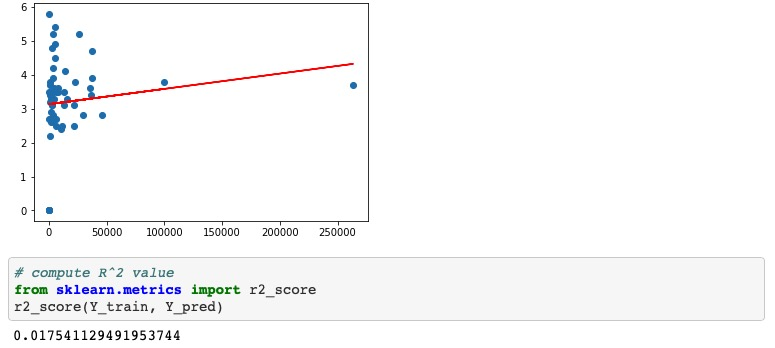 6
5
4
3
2
1
0
0 50000 100000 150000 200000 250000
# compute R^2 value
from sklearn.metrics import r2_score
r2_score(Y_train, Y_pred)
0.017541129491953744